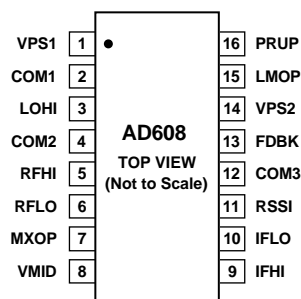 VPS1 1 16 PRUP
COM1 2 15 LMOP
LOHI 3 14 VPS2
COM2 4 AD608 13 FDBK
RFHI 5 TOP VIEW 12 COM3
(Not to Scale)
RFLO 6 11 RSSI
MXOP 7 10 IFLO
VMID 8 9 IFHI